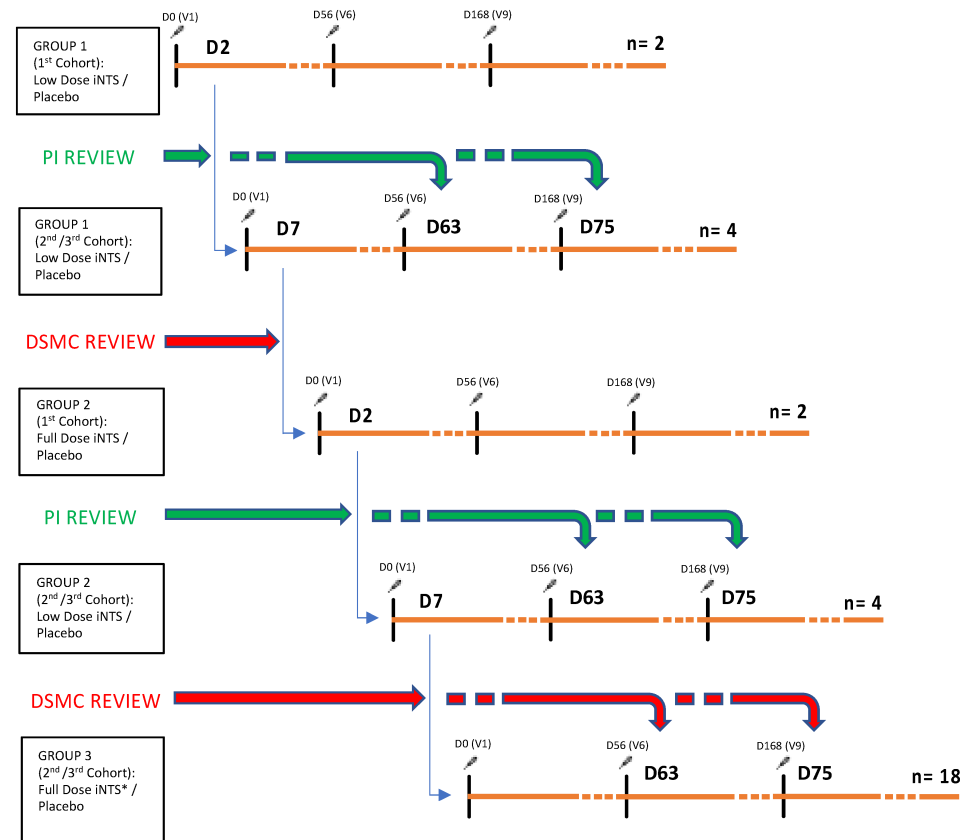 D0 (V1) D56 (V6) D168 (V9)
GROUP 1
(1st Cohort):
Low Dose iNTS /
Placebo
D2 n= 2
PI REVIEW
D0 (V1) D56 (V6) D168 (V9)
GROUP 1
(2nd /3rd Cohort):
Low Dose iNTS /
Placebo
D7 D63 D75 n= 4
DSMC REVIEW
D0 (V1) D56 (V6) D168 (V9)
GROUP 2
(1st Cohort):
Full Dose iNTS /
Placebo
D2 n= 2
PI REVIEW
D0 (V1) D56 (V6) D168 (V9)
GROUP 2
(2nd /3rd Cohort):
Low Dose iNTS /
Placebo
D7 D63 D75 n= 4
DSMC REVIEW
D0 (V1) D56 (V6) D168 (V9)
GROUP 3
(2nd /3rd Cohort):
Full Dose iNTS* /
Placebo
D63 D75 n= 18